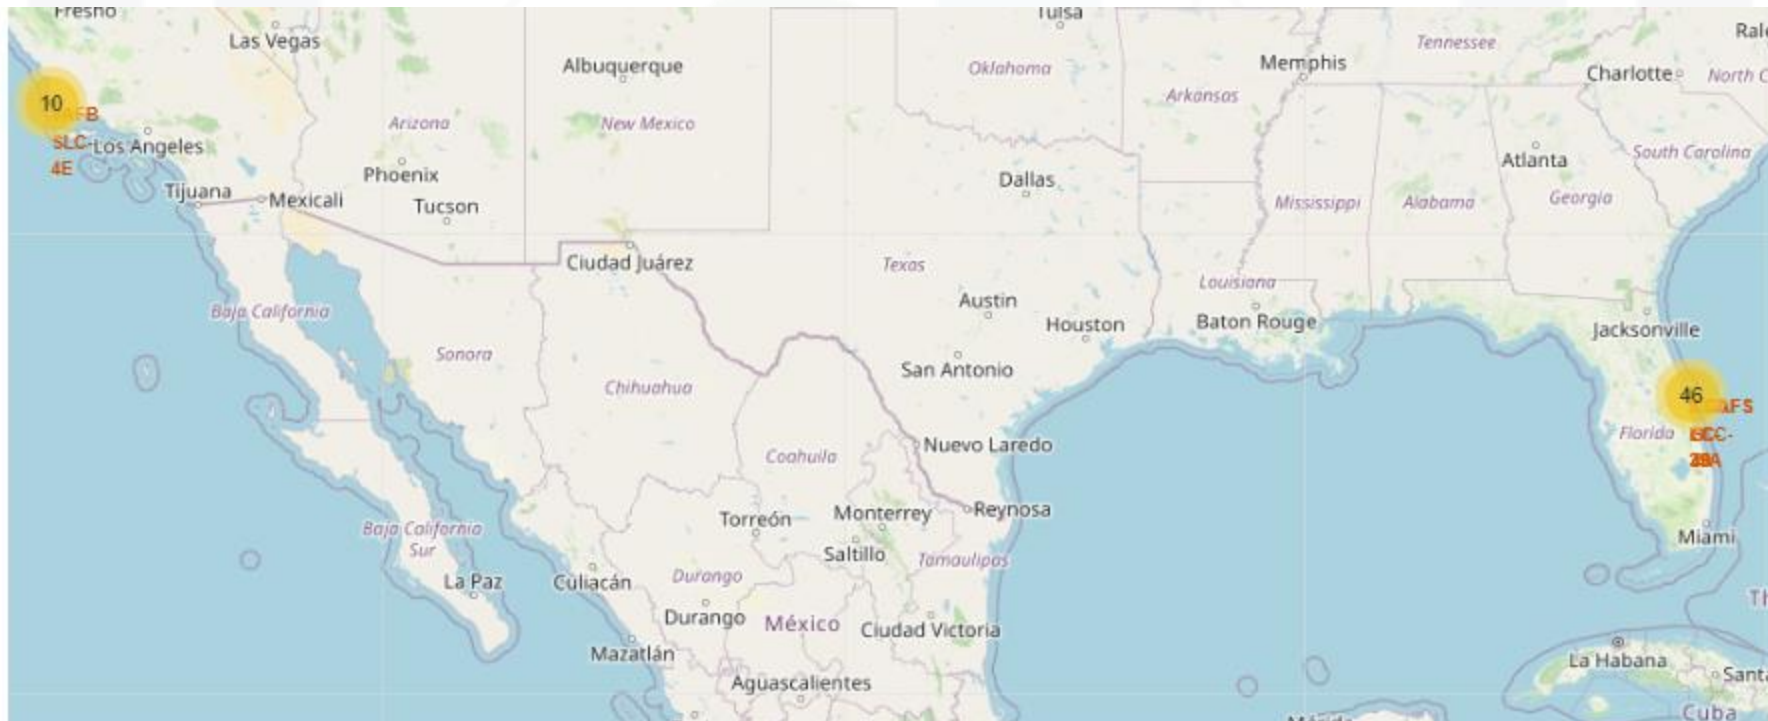 Fresno
Tulsa
Las Vegas
Tennessee
Albuquerque
Oklahoma
Memphis
Charlotte
North C
10
AFB
Arkansas
Arizona
New Mexico
SLC-
Los Angeles
4E
Phoenix
Dallas
Atlanta
South Carolina
Tijuana
Mexicali
Tucson
Mississippi
Alabama
Georgia
Ciudad Juárez
Texas
Louisiana
Baja California
Austin
Houston
Baton Rouge
Jacksonville
Sonora
San Antonio
Chihuahua
46
AFS
Florida
Nuevo Laredo
Coahuila
Torreón
Monterrey
Reynosa
Baja California
Sur
Miami
Saltillo
Tamaulipas
La Paz
Culiacán
Durango
Durango
México
Ciudad Victoria
Mazatlán
La Habana
Aguascalientes
Santa
Cuba